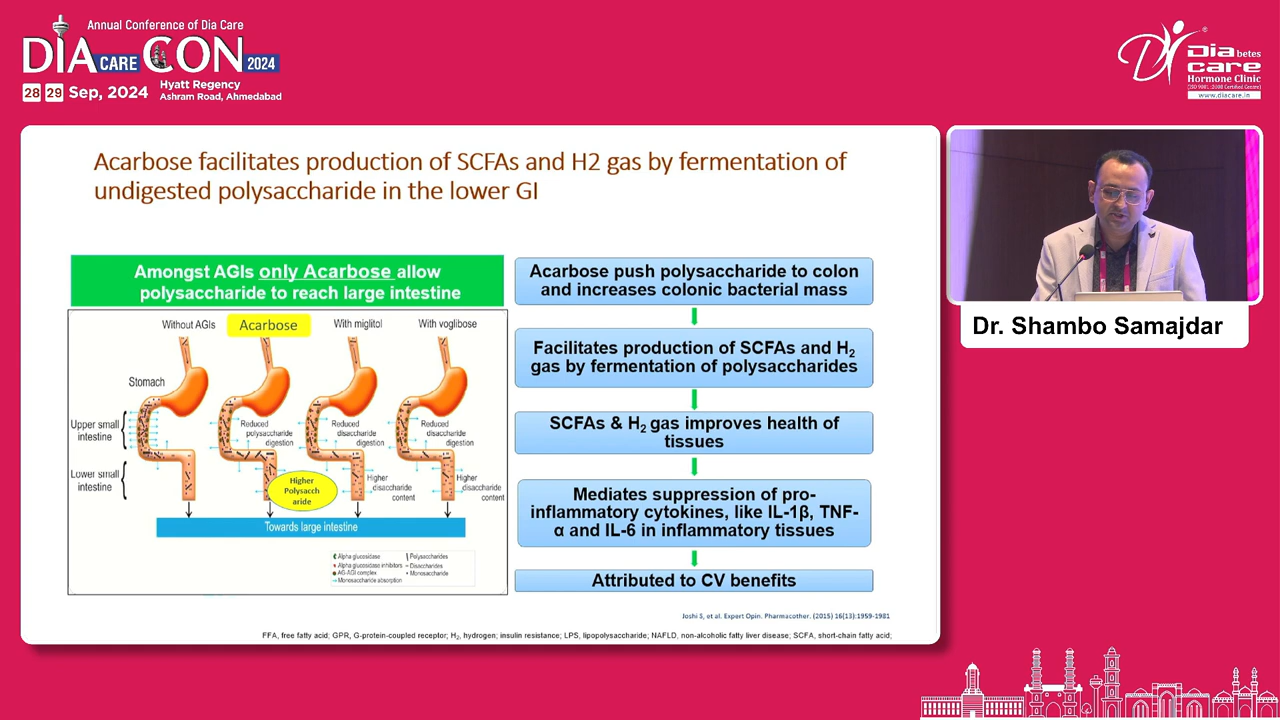 Annual Conference of Dia Care
DIA CARE CON 2024
28 29 Sep, 2024
Hyatt Regency
Ashram Road, Ahmedabad
®
Diabetes
care
Hormone Clinic
(ISO 9001 : 2008 Certified Centre)
www.diacare.in
Acarbose facilitates production of SCFAs and H2 gas by fermentation of
undigested polysaccharide in the lower GI
Amongst AGIs only Acarbose allow
polysaccharide to reach large intestine
Without AGIs
Acarbose
With miglitol
With voglibose
Stomach
Upper small
intestine
Reduced
polysaccharide
digestion
Reduced
disaccharide
digestion
Reduced
disaccharide
digestion
Lower small
intestine
Higher
Polysacch
aride
Higher
disaccharide
content
Higher
disaccharide
content
Towards large intestine
Alpha glucosidase
Alpha glucosidase inhibitors
AG-AGI complex
Monosaccharide absorption
Polysaccharides
Disaccharides
Monosaccharide
Acarbose push polysaccharide to colon
and increases colonic bacterial mass
Facilitates production of SCFAs and H2
gas by fermentation of polysaccharides
SCFAs & H2 gas improves health of
tissues
Mediates suppression of pro-
inflammatory cytokines, like IL-1β, TNF-
α and IL-6 in inflammatory tissues
Attributed to CV benefits
Joshi S, et al. Expert Opin. Pharmacother. (2015) 16(13):1959-1981
FFA, free fatty acid; GPR, G-protein-coupled receptor; H2, hydrogen; insulin resistance; LPS, lipopolysaccharide; NAFLD, non-alcoholic fatty liver disease; SCFA, short-chain fatty acid;
Dr. Shambo Samajdar